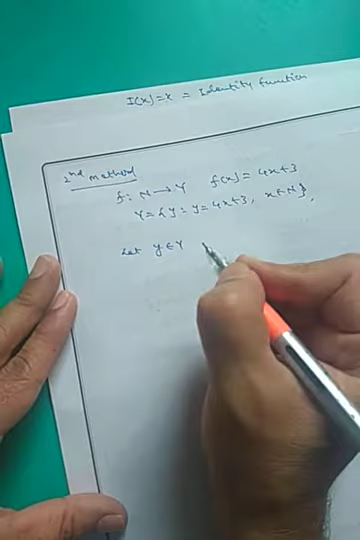 I(x)=x = Identity function
2nd method
f: N→Y f(x)=4x+3
Y={y: y=4x+3, x∈N},
Let y∈Y